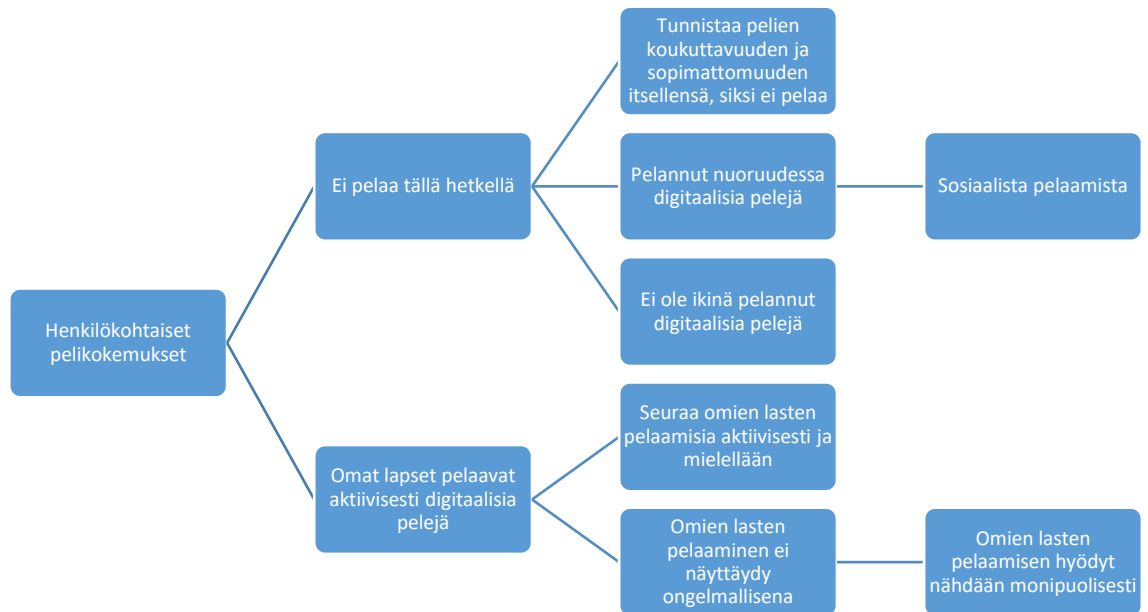 Henkilökohtaiset
pelikokemukset
Ei pelaa tällä hetkellä
Tunnistaa pelien
koukuttavuuden ja
sopimattomuuden
itsellensä, siksi ei pelaa
Pelannut nuoruudessa
digitaalisia pelejä
Sosiaalista pelaamista
Ei ole ikinä pelannut
digitaalisia pelejä
Omat lapset pelaavat
aktiivisesti digitaalisia
pelejä
Seuraa omien lasten
pelaamisia aktiivisesti ja
mielellään
Omien lasten
pelaaminen ei
näyttäydy
ongelmallisena
Omien lasten
pelaamisen hyödyt
nähdään monipuolisesti